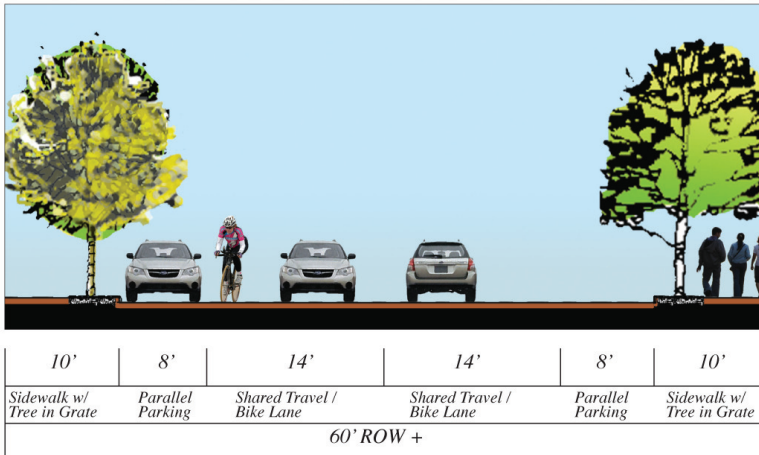 10’ 8’ 14’ 14’ 8’ 10’
Sidewalk w/ Parallel Shared Travel / Shared Travel / Parallel Sidewalk w/
Tree in Grate Parking Bike Lane Bike Lane Parking Tree in Grate
60’ ROW +